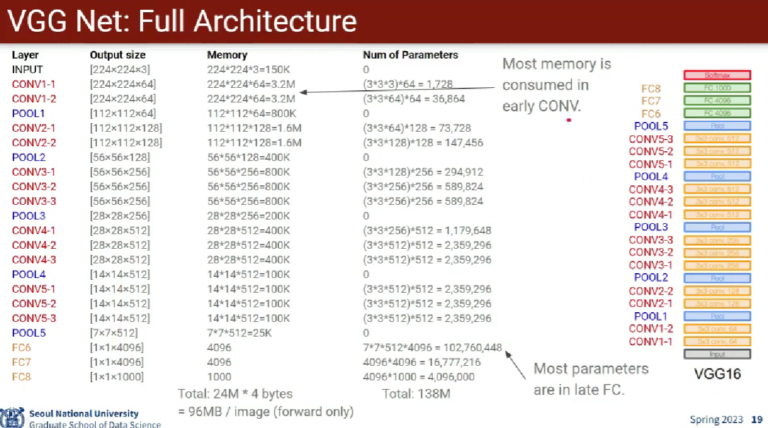 VGG Net: Full Architecture
Layer Output size Memory Num of Parameters
INPUT [224×224×3] 224*224*3=150K 0
CONV1-1 [224×224×64] 224*224*64=3.2M (3*3*3)*64 = 1,728
CONV1-2 [224×224×64] 224*224*64=3.2M (3*3*64)*64 = 36,864
POOL1 [112×112×64] 112*112*64=800K 0
CONV2-1 [112×112×128] 112*112*128=1.6M (3*3*64)*128 = 73,728
CONV2-2 [112×112×128] 112*112*128=1.6M (3*3*128)*128 = 147,456
POOL2 [56×56×128] 56*56*128=400K 0
CONV3-1 [56×56×256] 56*56*256=800K (3*3*128)*256 = 294,912
CONV3-2 [56×56×256] 56*56*256=800K (3*3*256)*256 = 589,824
CONV3-3 [56×56×256] 56*56*256=800K (3*3*256)*256 = 589,824
POOL3 [28×28×256] 28*28*256=200K 0
CONV4-1 [28×28×512] 28*28*512=400K (3*3*256)*512 = 1,179,648
CONV4-2 [28×28×512] 28*28*512=400K (3*3*512)*512 = 2,359,296
CONV4-3 [28×28×512] 28*28*512=400K (3*3*512)*512 = 2,359,296
POOL4 [14×14×512] 14*14*512=100K 0
CONV5-1 [14×14×512] 14*14*512=100K (3*3*512)*512 = 2,359,296
CONV5-2 [14×14×512] 14*14*512=100K (3*3*512)*512 = 2,359,296
CONV5-3 [14×14×512] 14*14*512=100K (3*3*512)*512 = 2,359,296
POOL5 [7×7×512] 7*7*512=25K 0
FC6 [1×1×4096] 4096 7*7*512*4096 = 102,760,448
FC7 [1×1×4096] 4096 4096*4096 = 16,777,216
FC8 [1×1×1000] 1000 4096*1000 = 4,096,000
Total: 24M * 4 bytes Total: 138M
= 96MB / image (forward only)
Most memory is
consumed in
early CONV.
Most parameters
are in late FC.
Softmax
FC8 FC 1000
FC7 FC 4096
FC6 FC 4096
POOL5 Pool
CONV5-3 3x3 conv, 512
CONV5-2 3x3 conv, 512
CONV5-1 3x3 conv, 512
POOL4 Pool
CONV4-3 3x3 conv, 512
CONV4-2 3x3 conv, 512
CONV4-1 3x3 conv, 512
POOL3 Pool
CONV3-3 3x3 conv, 256
CONV3-2 3x3 conv, 256
CONV3-1 3x3 conv, 256
POOL2 Pool
CONV2-2 3x3 conv, 128
CONV2-1 3x3 conv, 128
POOL1 Pool
CONV1-2 3x3 conv, 64
CONV1-1 3x3 conv, 64
Input
VGG16
Seoul National University
Graduate School of Data Science
Spring 2023 19